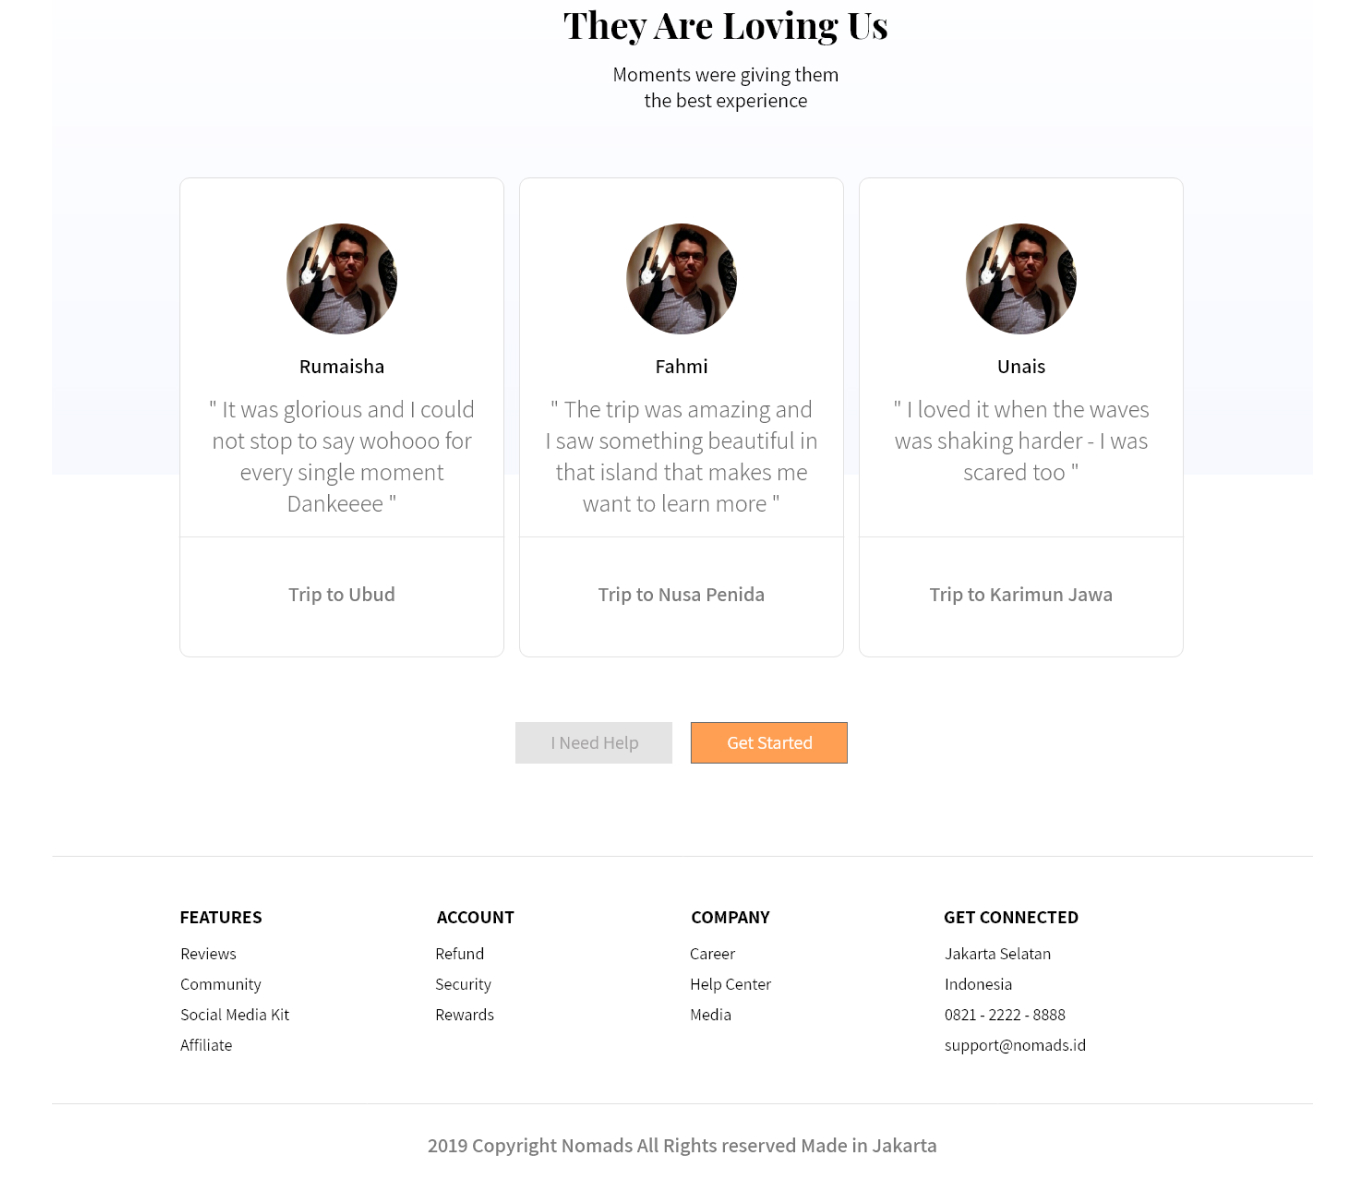 They Are Loving Us
Moments were giving them
the best experience
Rumaisha
" It was glorious and I could
not stop to say wohooo for
every single moment
Dankeeee "
Trip to Ubud
Fahmi
" The trip was amazing and
I saw something beautiful in
that island that makes me
want to learn more "
Trip to Nusa Penida
Unais
" I loved it when the waves
was shaking harder - I was
scared too "
Trip to Karimun Jawa
I Need Help
Get Started
FEATURES
Reviews
Community
Social Media Kit
Affiliate
ACCOUNT
Refund
Security
Rewards
COMPANY
Career
Help Center
Media
GET CONNECTED
Jakarta Selatan
Indonesia
0821 - 2222 - 8888
support@nomads.id
2019 Copyright Nomads All Rights reserved Made in Jakarta